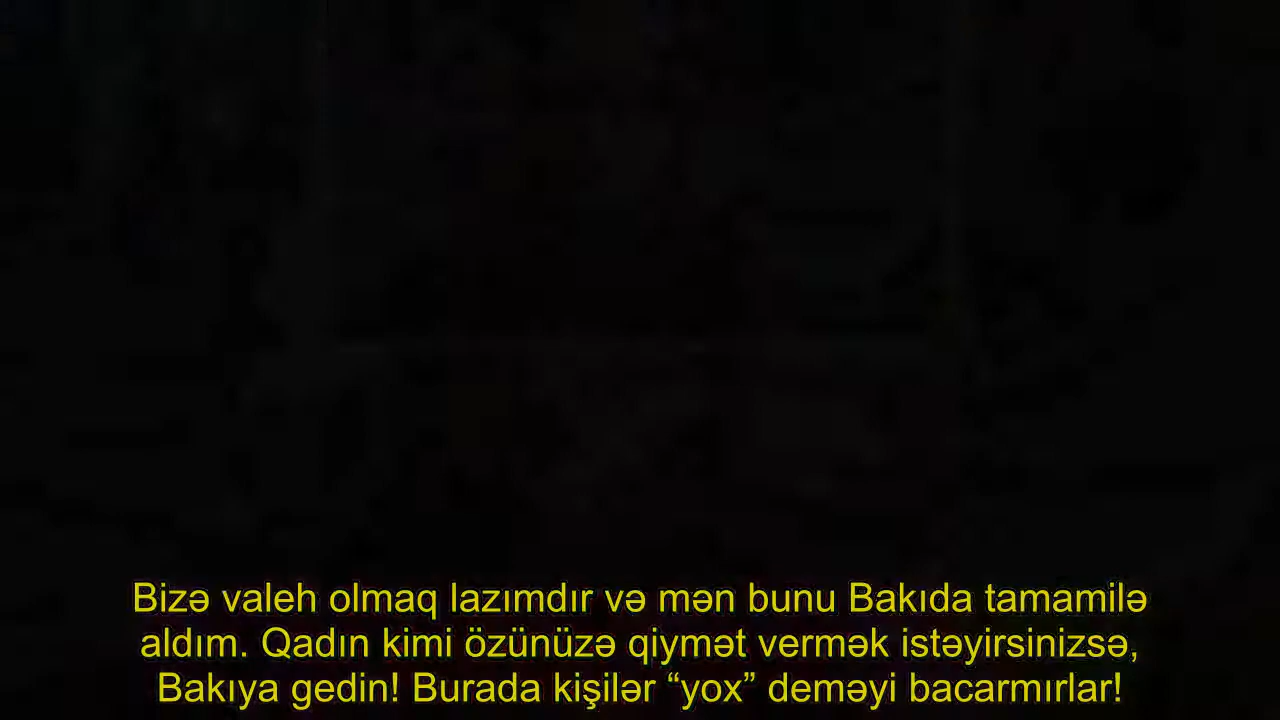 Bizə valeh olmaq lazımdır və mən bunu Bakıda tamamilə
aldım. Qadın kimi özünüzə qiymət vermək istəyirsinizsə,
Bakıya gedin! Burada kişilər “yox” deməyi bacarmırlar!